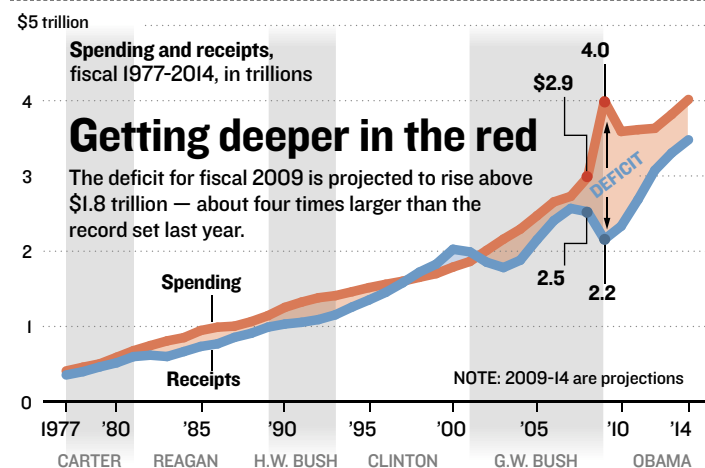 $5 trillion
Spending and receipts,
fiscal 1977-2014, in trillions
4.0
$2.9
4
Getting deeper in the red
The deficit for fiscal 2009 is projected to rise above
$1.8 trillion — about four times larger than the
record set last year.
3
DEFICIT
2
2.5
2.2
Spending
1
Receipts
NOTE: 2009-14 are projections
0
1977 ’80 ’85 ’90 ’95 ’00 ’05 ’10 ’14
CARTER REAGAN H.W. BUSH CLINTON G.W. BUSH OBAMA